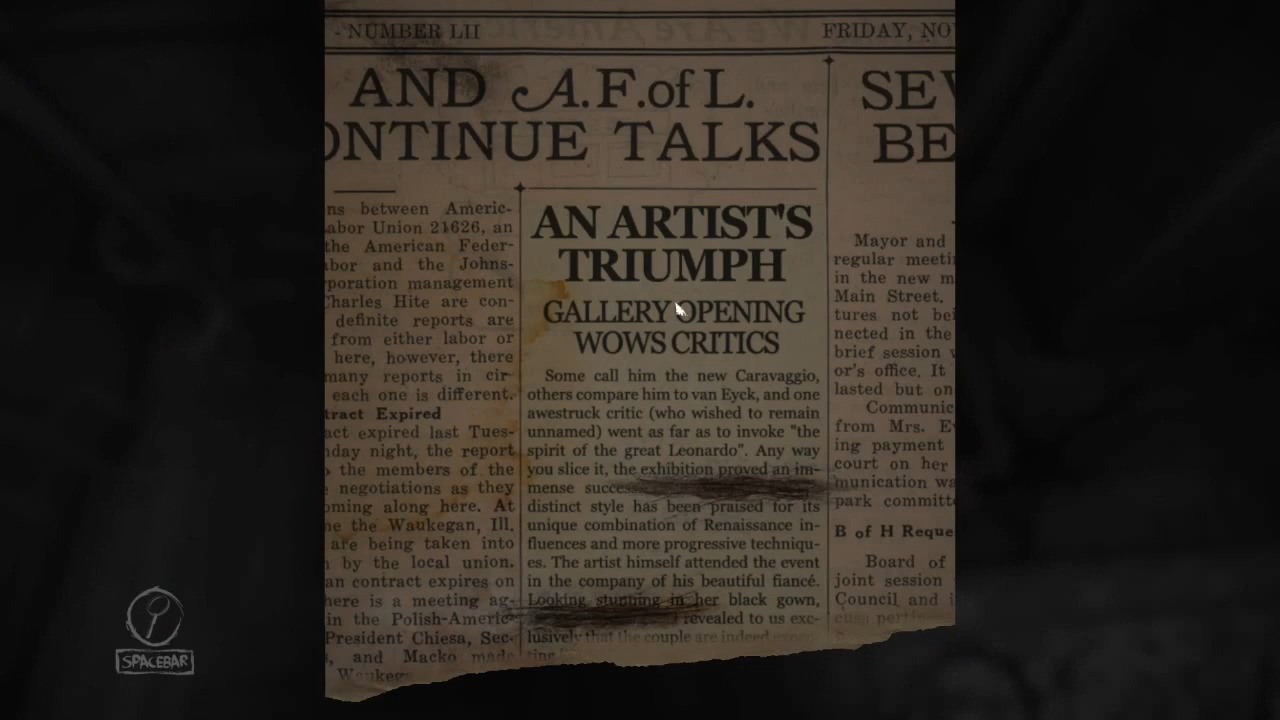 - NUMBER LII
FRIDAY, NO
AND A.F.of L.
ONTINUE TALKS
SEV
BE
ns between Americ-
abor Union 21626, an
the American Feder-
abor and the Johns-
poration management
Charles Hite are con-
definite reports are
from either labor or
here, however, there
many reports in cir-
each one is different.
tract Expired
act expired last Tues-
day night, the report
the members of the
negotiations as they
oming along here. At
ne the Waukegan, Ill.
are being taken into
by the local union.
an contract expires on
here is a meeting ag-
in the Polish-Americ-
President Chiesa, Sec-
, and Macko made
Waukeg
AN ARTIST'S
TRIUMPH
GALLERY OPENING
WOWS CRITICS
Some call him the new Caravaggio,
others compare him to van Eyck, and one
awestruck critic (who wished to remain
unnamed) went as far as to invoke "the
spirit of the great Leonardo". Any way
you slice it, the exhibition proved an im-
mense succes
distinct style has been praised for its
unique combination of Renaissance in-
fluences and more progressive techniqu-
es. The artist himself attended the event
in the company of his beautiful fiancé.
Looking stunning in her black gown,
revealed to us exc-
lusively that the couple are indeed expec-
ting
Mayor and
regular meeti
in the new m
Main Street.
tures not bei
nected in the
brief session w
or's office. It
lasted but on
Communic
from Mrs. Ev
ing payment
court on her
munication wa
park committe
B of H Reque
Board of
joint session
Council and i
cuss perti
SPACEBAR